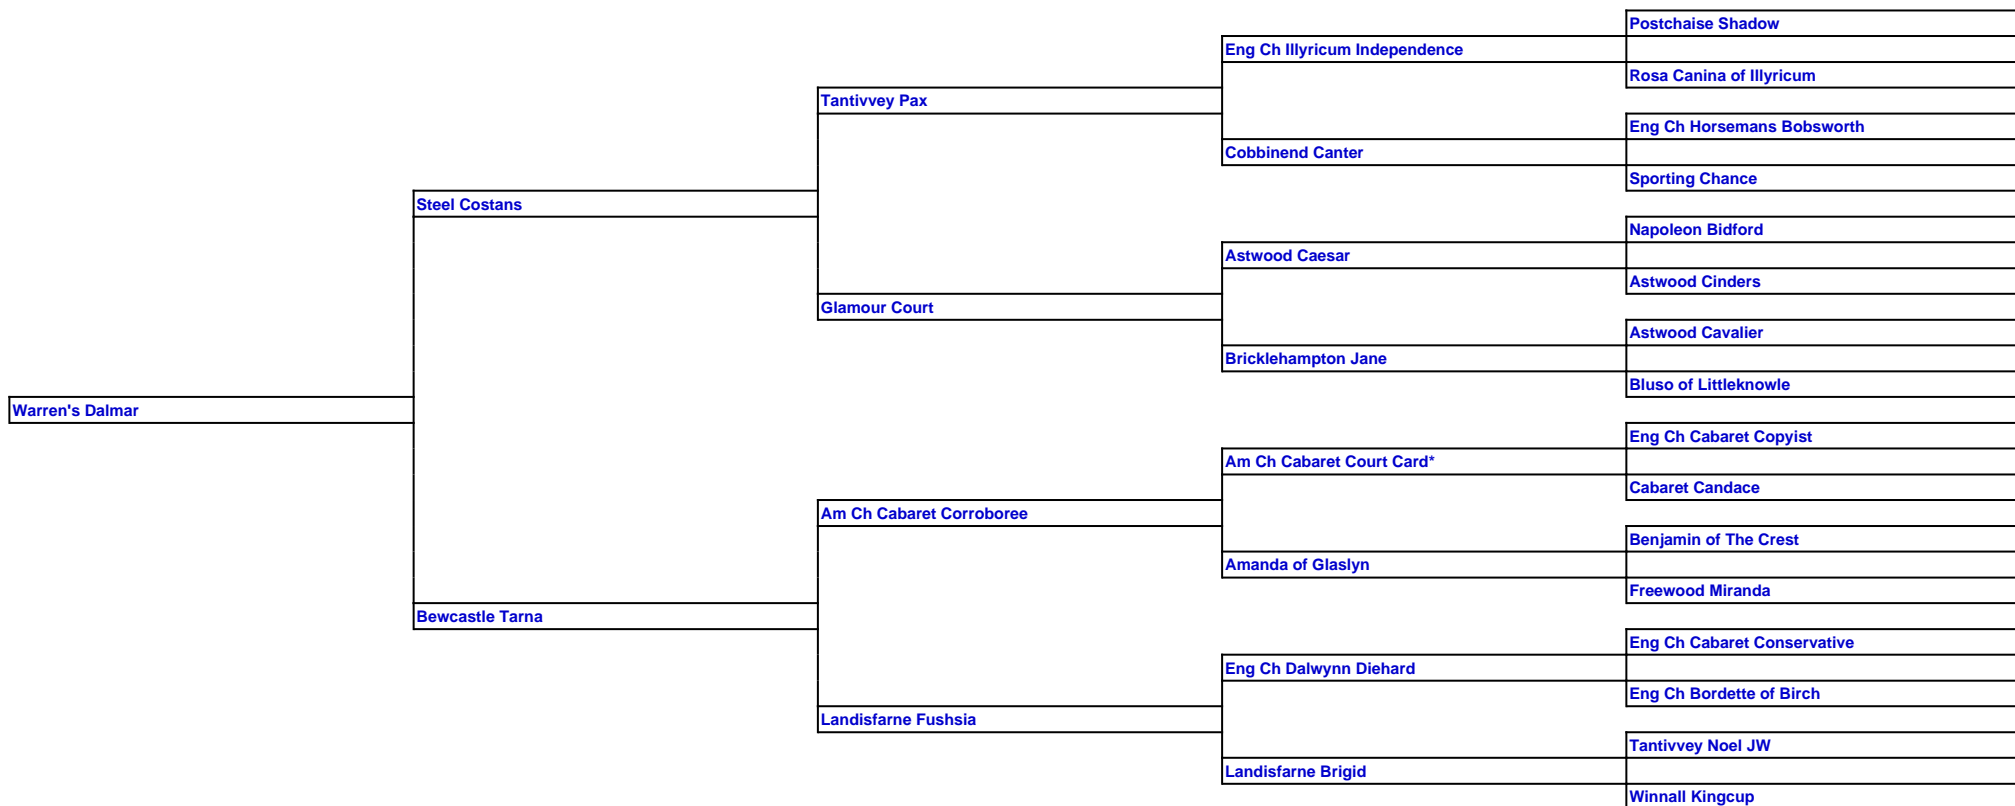 Postchaise Shadow
Eng Ch Illyricum Independence
Rosa Canina of Illyricum
Tantivvey Pax
Eng Ch Horsemans Bobsworth
Cobbinend Canter
Sporting Chance
Steel Costans
Napoleon Bidford
Astwood Caesar
Astwood Cinders
Glamour Court
Astwood Cavalier
Bricklehampton Jane
Bluso of Littleknowle
Warren's Dalmar
Eng Ch Cabaret Copyist
Am Ch Cabaret Court Card*
Cabaret Candace
Am Ch Cabaret Corroboree
Benjamin of The Crest
Amanda of Glaslyn
Freewood Miranda
Bewcastle Tarna
Eng Ch Cabaret Conservative
Eng Ch Dalwynn Diehard
Eng Ch Bordette of Birch
Landisfarne Fushsia
Tantivvey Noel JW
Landisfarne Brigid
Winnall Kingcup